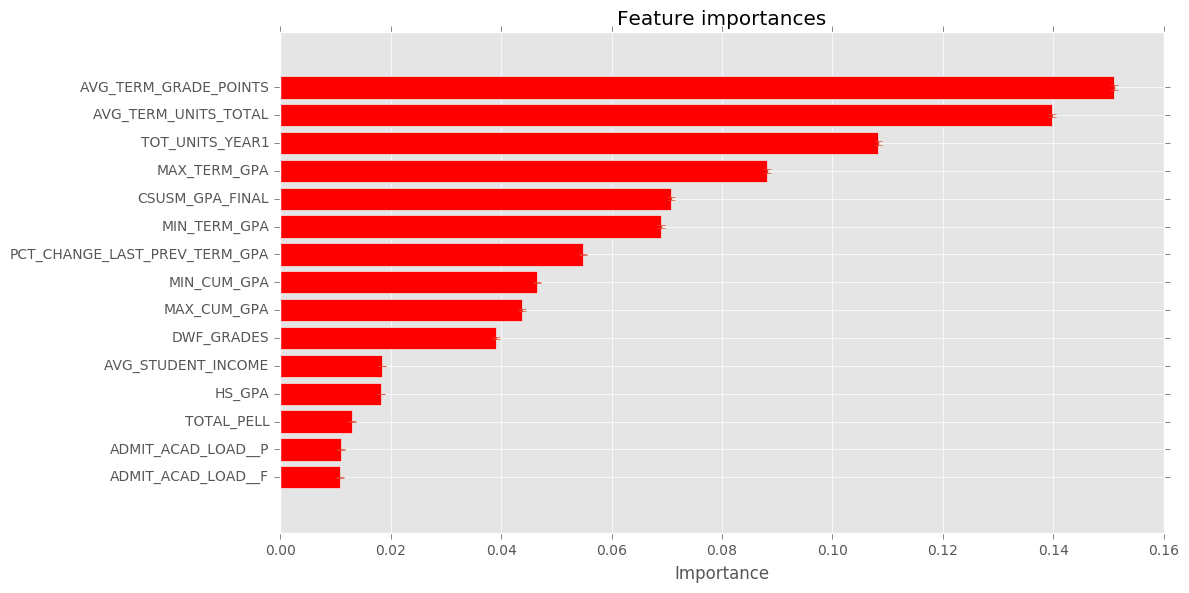 Feature importances
AVG_TERM_GRADE_POINTS
AVG_TERM_UNITS_TOTAL
TOT_UNITS_YEAR1
MAX_TERM_GPA
CSUSM_GPA_FINAL
MIN_TERM_GPA
PCT_CHANGE_LAST_PREV_TERM_GPA
MIN_CUM_GPA
MAX_CUM_GPA
DWF_GRADES
AVG_STUDENT_INCOME
HS_GPA
TOTAL_PELL
ADMIT_ACAD_LOAD__P
ADMIT_ACAD_LOAD__F
0.00 0.02 0.04 0.06 0.08 0.10 0.12 0.14 0.16
Importance